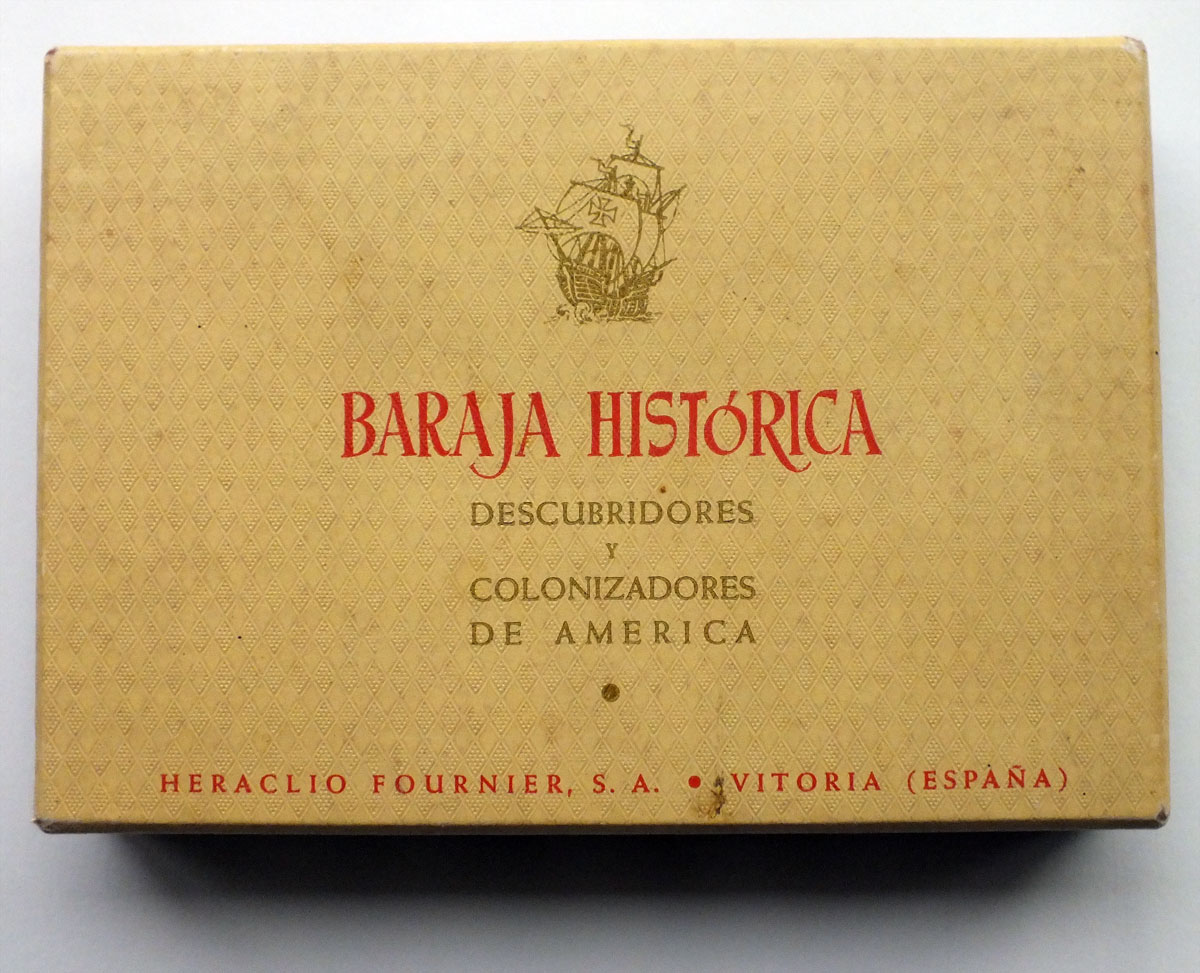 BARAJA HISTÓRICA
DESCUBRIDORES
Y
COLONIZADORES
DE AMERICA
HERACLIO FOURNIER, S. A. • VITORIA (ESPAÑA)